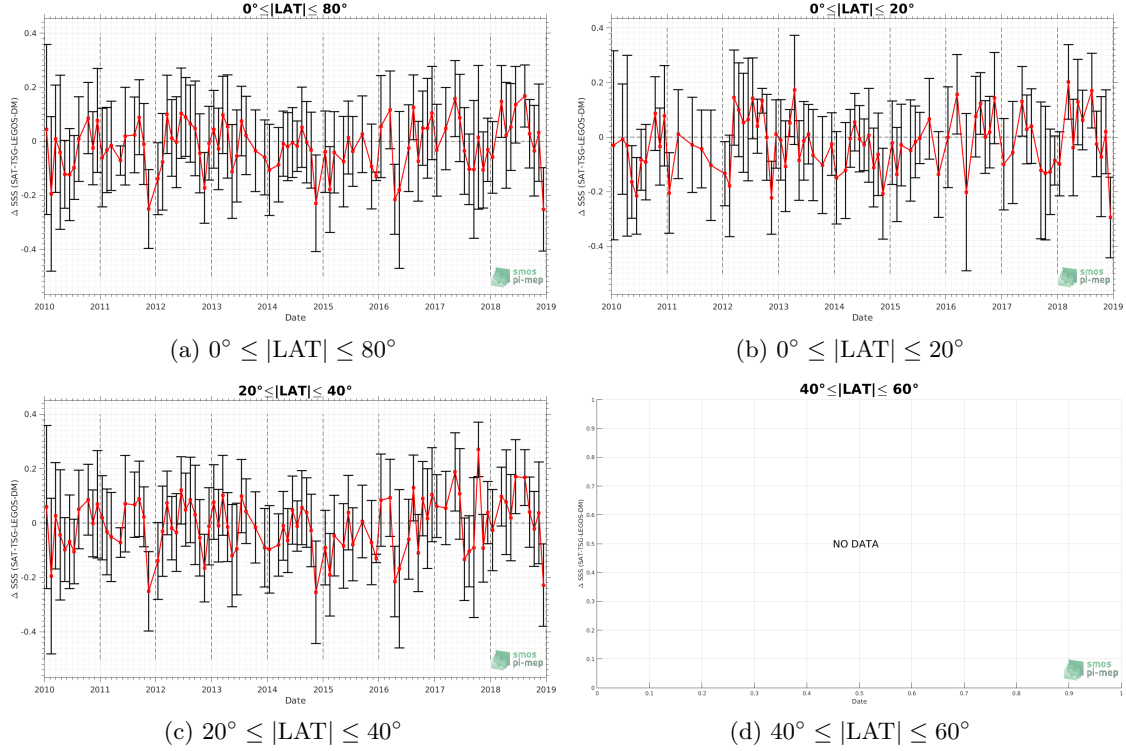 0°≤|LAT|≤ 80°
Δ SSS (SAT-TSG-LEGOS-DM)
0.4
0.2
0
-0.2
-0.4
2010 2011 2012 2013 2014 2015 2016 2017 2018 2019
Date
smos
pi-mep
(a) 0° ≤ |LAT| ≤ 80°
0°≤|LAT|≤ 20°
Δ SSS (SAT-TSG-LEGOS-DM)
0.4
0.2
0
-0.2
-0.4
2010 2011 2012 2013 2014 2015 2016 2017 2018 2019
Date
smos
pi-mep
(b) 0° ≤ |LAT| ≤ 20°
20°≤|LAT|≤ 40°
Δ SSS (SAT-TSG-LEGOS-DM)
0.4
0.2
0
-0.2
-0.4
2010 2011 2012 2013 2014 2015 2016 2017 2018 2019
Date
smos
pi-mep
(c) 20° ≤ |LAT| ≤ 40°
40°≤|LAT|≤ 60°
Δ SSS (SAT-TSG-LEGOS-DM)
1
0.9
0.8
0.7
0.6
0.5
0.4
0.3
0.2
0.1
0
NO DATA
0 0.1 0.2 0.3 0.4 0.5 0.6 0.7 0.8 0.9 1
Date
smos
pi-mep
(d) 40° ≤ |LAT| ≤ 60°